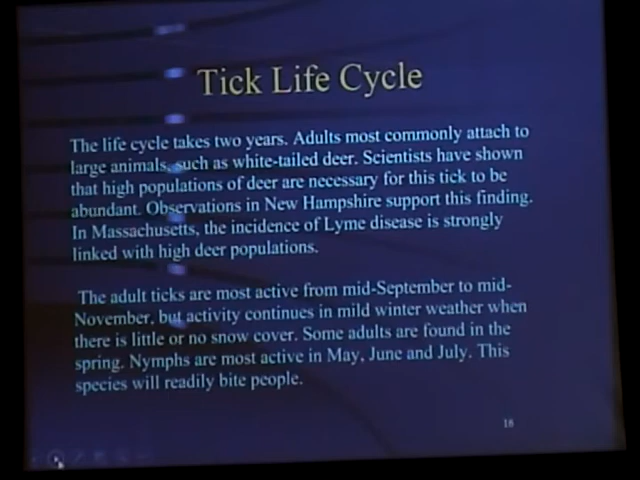 Tick Life Cycle
The life cycle takes two years. Adults most commonly attach to
large animals, such as white-tailed deer. Scientists have shown
that high populations of deer are necessary for this tick to be
abundant. Observations in New Hampshire support this finding.
In Massachusetts, the incidence of Lyme disease is strongly
linked with high deer populations.
The adult ticks are most active from mid-September to mid-
November, but activity continues in mild winter weather when
there is little or no snow cover. Some adults are found in the
spring. Nymphs are most active in May, June and July. This
species will readily bite people.
18